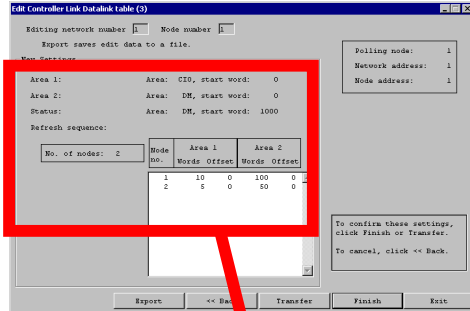 Edit Controller Link Datalink table (3)
Editing network number 1 Node number 1
Export saves edit data to a file.
New Settings
Polling node: 1
Network address: 1
Node address: 1
Area 1: Area: CIO, start word: 0
Area 2: Area: DM, start word: 0
Status: Area: DM, start word: 1000
Refresh sequence:
No. of nodes: 2
Node no. Area 1 Area 2
Words Offset Words Offset
1 10 0 100 0
2 5 0 50 0
To confirm these settings,
click Finish or Transfer.
To cancel, click << Back.
Export << Back Transfer Finish Exit